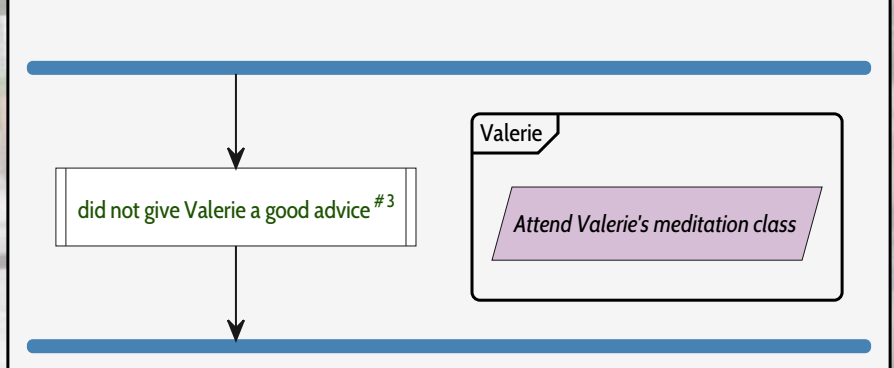 Valerie
did not give Valerie a good advice #3
Attend Valerie's meditation class